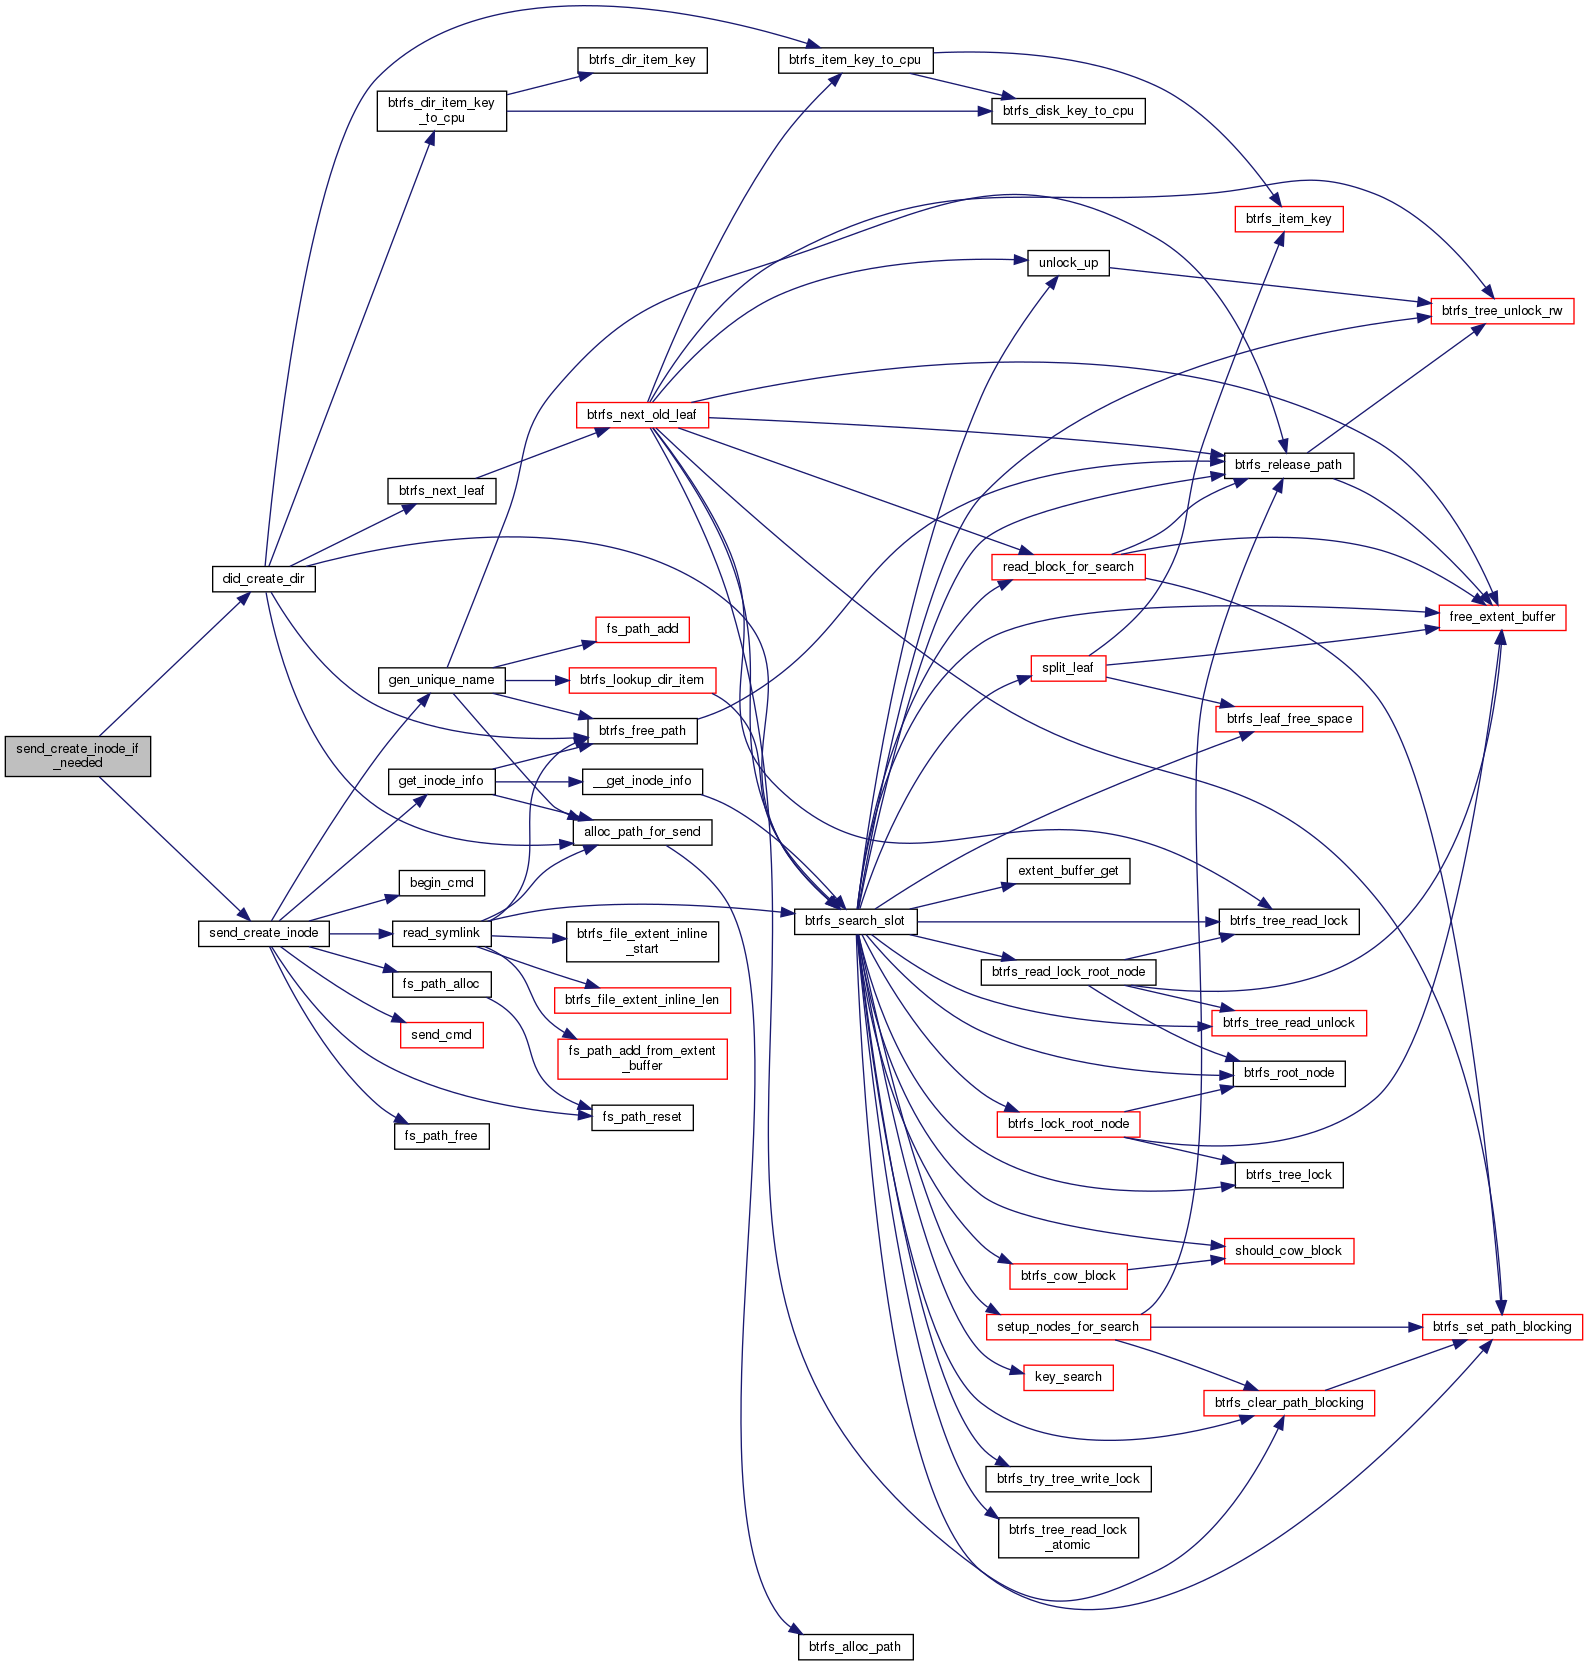 btrfs_dir_item_key
btrfs_item_key_to_cpu
btrfs_dir_item_key
_to_cpu
btrfs_disk_key_to_cpu
btrfs_item_key
unlock_up
btrfs_tree_unlock_rw
btrfs_next_old_leaf
btrfs_release_path
btrfs_next_leaf
read_block_for_search
did_create_dir
free_extent_buffer
fs_path_add
split_leaf
gen_unique_name
btrfs_lookup_dir_item
btrfs_leaf_free_space
btrfs_free_path
send_create_inode_if
_needed
get_inode_info
__get_inode_info
alloc_path_for_send
extent_buffer_get
begin_cmd
btrfs_search_slot
btrfs_tree_read_lock
send_create_inode
read_symlink
btrfs_file_extent_inline
_start
btrfs_read_lock_root_node
fs_path_alloc
btrfs_file_extent_inline_len
btrfs_tree_read_unlock
send_cmd
fs_path_add_from_extent
_buffer
btrfs_root_node
fs_path_reset
btrfs_lock_root_node
fs_path_free
btrfs_tree_lock
should_cow_block
btrfs_cow_block
setup_nodes_for_search
btrfs_set_path_blocking
key_search
btrfs_clear_path_blocking
btrfs_try_tree_write_lock
btrfs_tree_read_lock
_atomic
btrfs_alloc_path